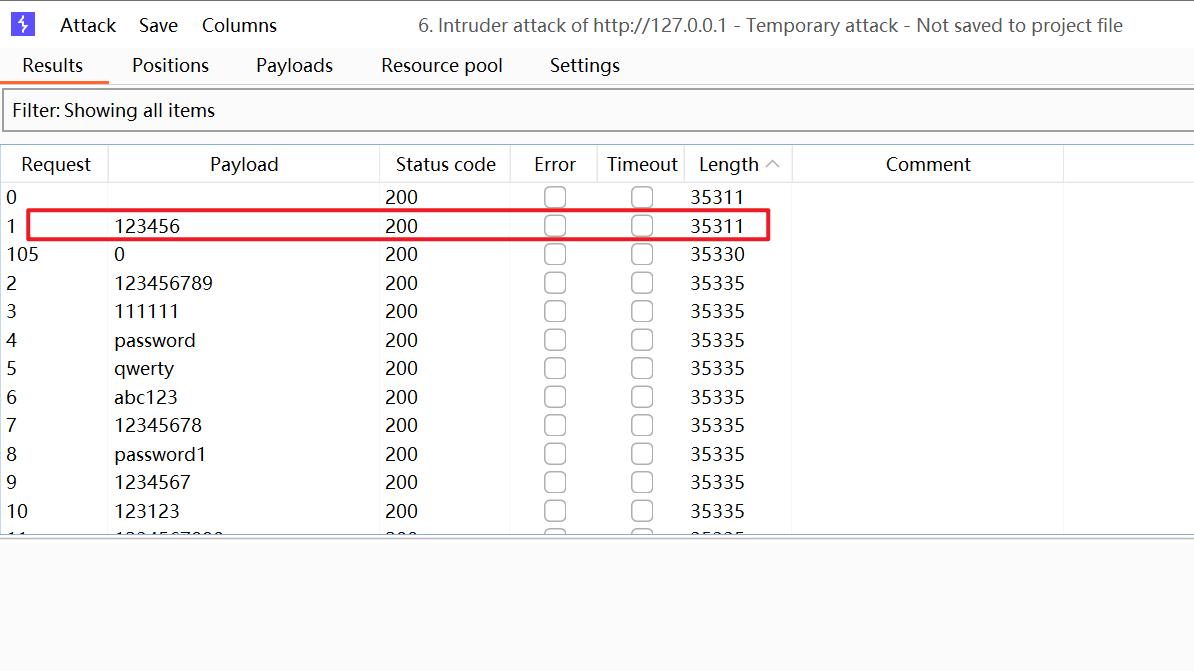 Attack Save Columns 6. Intruder attack of http://127.0.0.1 - Temporary attack - Not saved to project file
Results Positions Payloads Resource pool Settings
Filter: Showing all items
Request Payload Status code Error Timeout Length Comment
0 200 35311
1 123456 200 35311
105 0 200 35330
2 123456789 200 35335
3 111111 200 35335
4 password 200 35335
5 qwerty 200 35335
6 abc123 200 35335
7 12345678 200 35335
8 password1 200 35335
9 1234567 200 35335
10 123123 200 35335